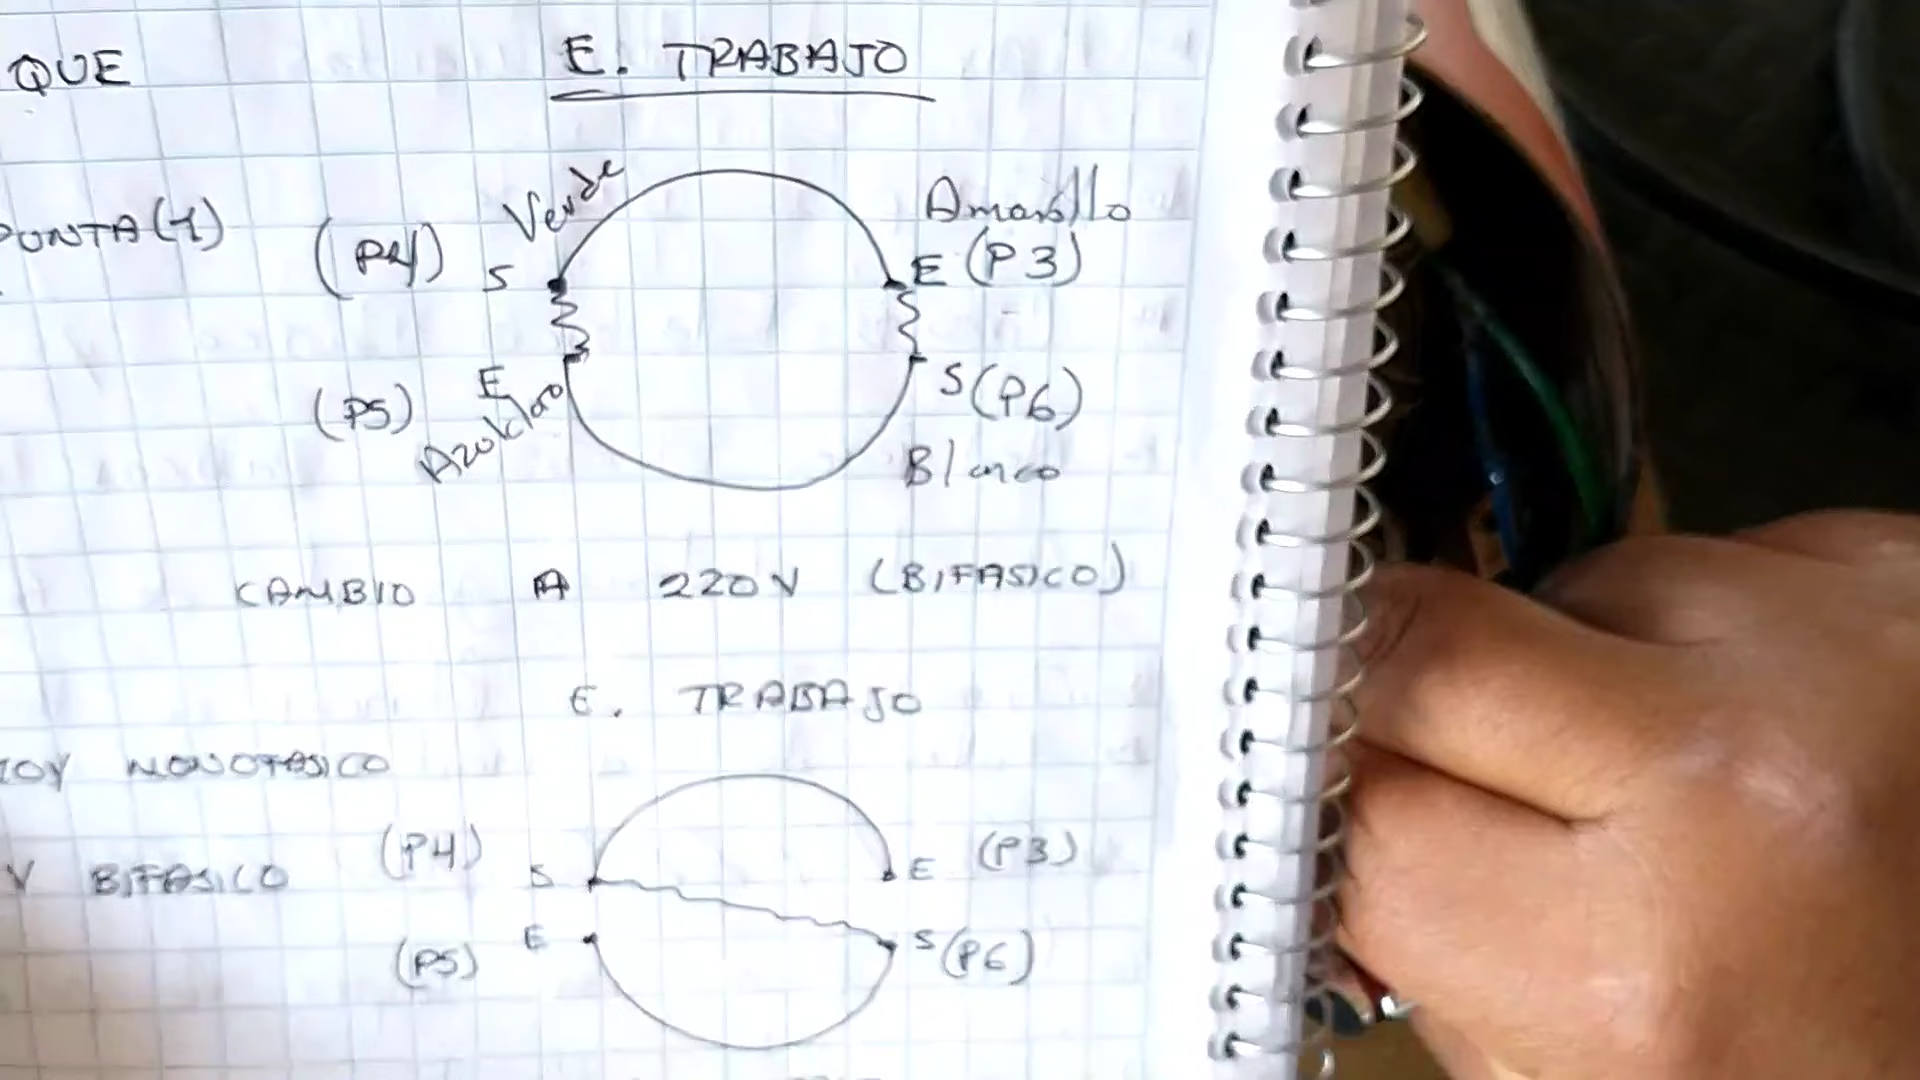 QUE E. TRABAJO
Verde Amarillo
PUNTA (1) (P4) S E (P3)
(P5) E S (P6)
Azul claro Blanco
CAMBIO A 220V (BIFASICO)
E. TRABAJO
MONOFASICO
V BIFASICO (P4) S E (P3)
(P5) E S (P6)